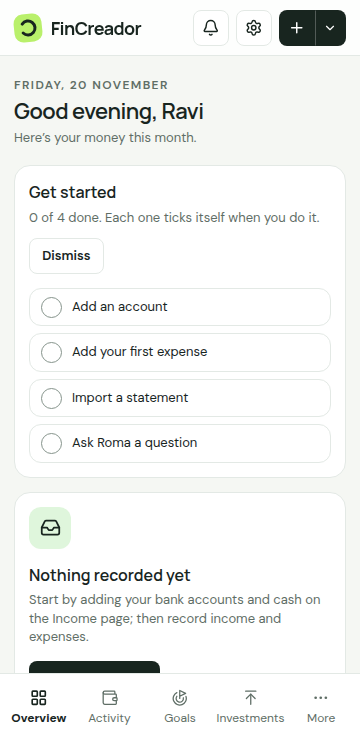 FinCreador
FRIDAY, 20 NOVEMBER
Good evening, Ravi
Here's your money this month.
Get started
0 of 4 done. Each one ticks itself when you do it.
Dismiss
Add an account
Add your first expense
Import a statement
Ask Roma a question
Nothing recorded yet
Start by adding your bank accounts and cash on
the Income page; then record income and
expenses.
Overview
Activity
Goals
Investments
More